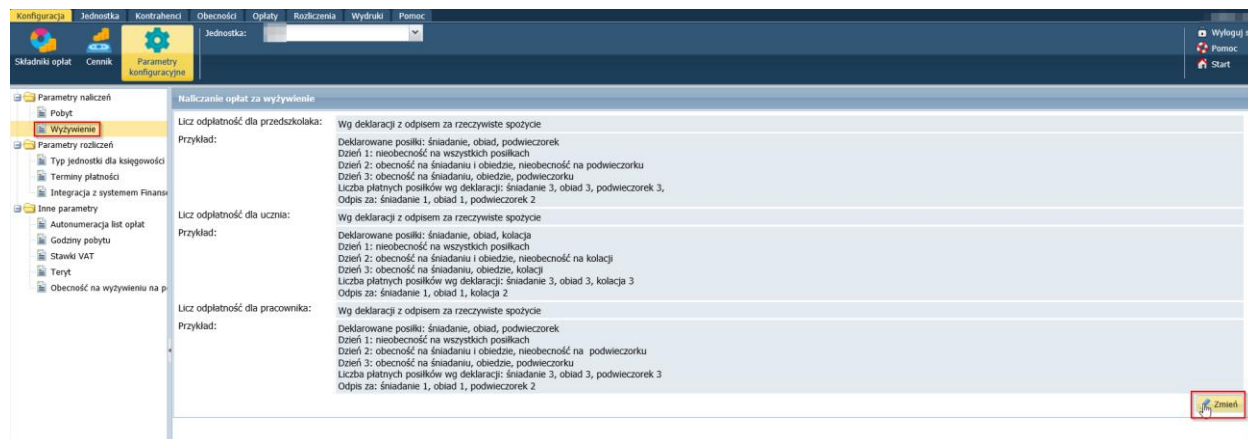 Konfiguracja Jednostka Kontrahenci Obecności Opłaty Rozliczenia Wydruki Pomoc
Jednostka:
Składniki opłat Cennik Parametry konfiguracyjne
Wyloguj s
Pomoc
Start
Parametry naliczeń
Pobyt
Wyżywienie
Parametry rozliczeń
Typ jednostki dla księgowości
Terminy płatności
Integracja z systemem Finans
Inne parametry
Autonumeracja list opłat
Godziny pobytu
Stawki VAT
Teryt
Obecność na wyżywieniu na p
Naliczanie opłat za wyżywienie
Licz odpłatność dla przedszkolaka: Wg deklaracji z odpisem za rzeczywiste spożycie
Przykład: Deklarowane posiłki: śniadanie, obiad, podwieczorek
Dzień 1: nieobecność na wszystkich posiłkach
Dzień 2: obecność na śniadaniu i obiedzie, nieobecność na podwieczorku
Dzień 3: obecność na śniadaniu, obiedzie, podwieczorku
Liczba płatnych posiłków wg deklaracji: śniadanie 3, obiad 3, podwieczorek 3,
Odpis za: śniadanie 1, obiad 1, podwieczorek 2
Licz odpłatność dla ucznia: Wg deklaracji z odpisem za rzeczywiste spożycie
Przykład: Deklarowane posiłki: śniadanie, obiad, kolacja
Dzień 1: nieobecność na wszystkich posiłkach
Dzień 2: obecność na śniadaniu i obiedzie, nieobecność na kolacji
Dzień 3: obecność na śniadaniu, obiedzie, kolacji
Liczba płatnych posiłków wg deklaracji: śniadanie 3, obiad 3, kolacja 3
Odpis za: śniadanie 1, obiad 1, kolacja 2
Licz odpłatność dla pracownika: Wg deklaracji z odpisem za rzeczywiste spożycie
Przykład: Deklarowane posiłki: śniadanie, obiad, podwieczorek
Dzień 1: nieobecność na wszystkich posiłkach
Dzień 2: obecność na śniadaniu i obiedzie, nieobecność na podwieczorku
Dzień 3: obecność na śniadaniu, obiedzie, podwieczorku
Liczba płatnych posiłków wg deklaracji: śniadanie 3, obiad 3, podwieczorek 3
Odpis za: śniadanie 1, obiad 1, podwieczorek 2
Zmień